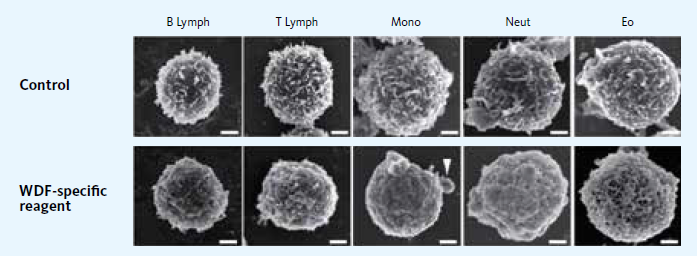 B Lymph
T Lymph
Mono
Neut
Eo
Control
WDF-specific
reagent